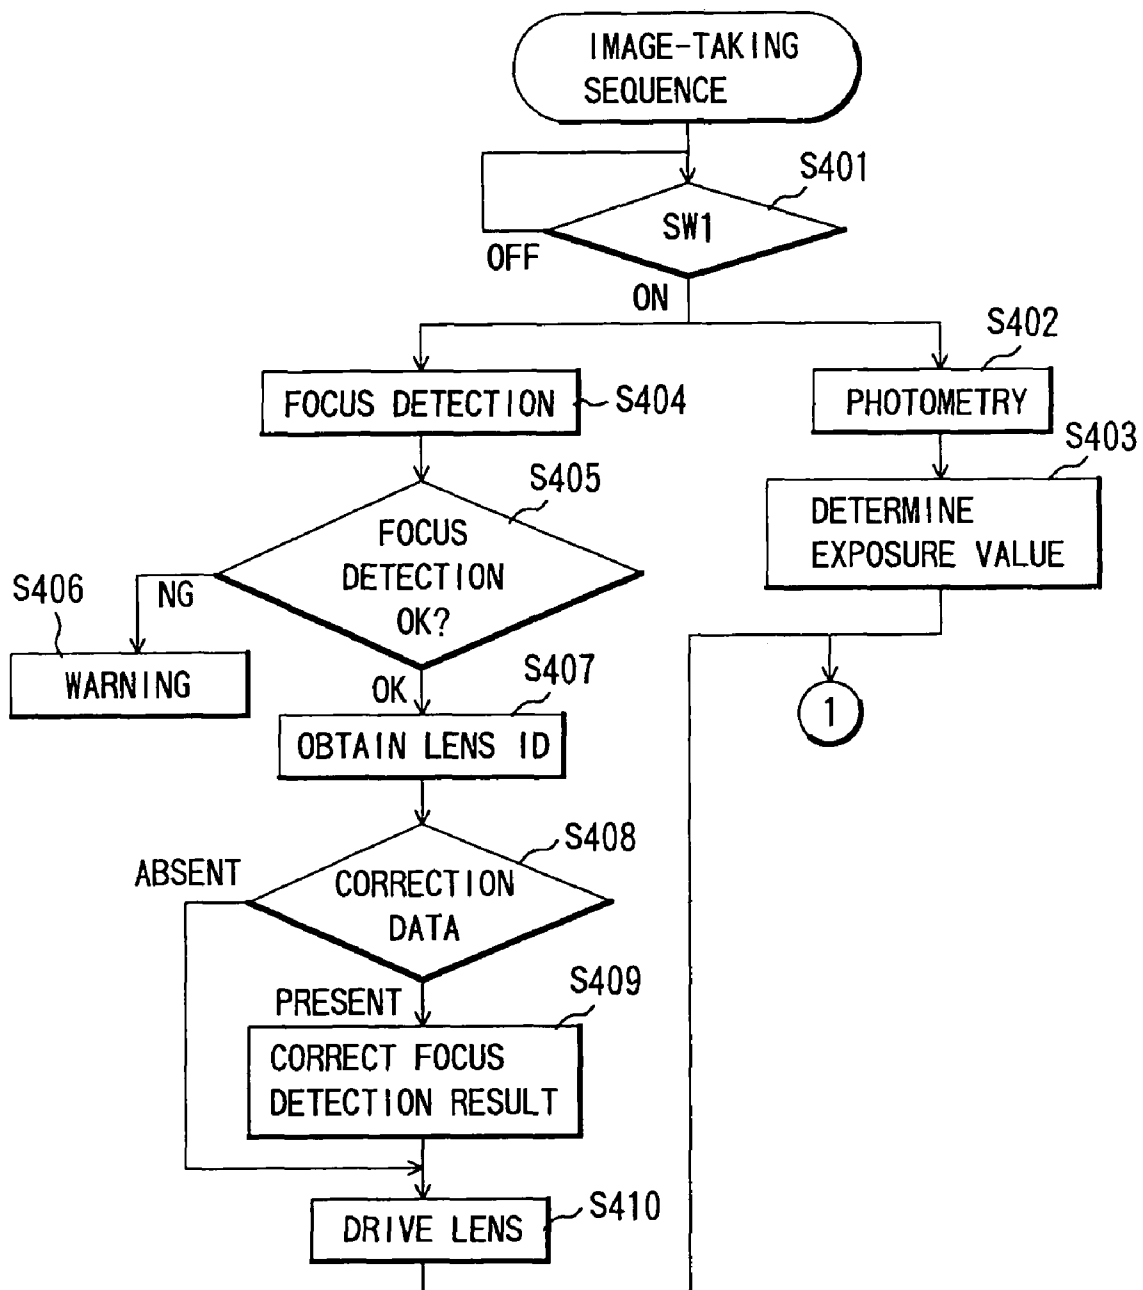 IMAGE-TAKING
SEQUENCE
S401
SW1
OFF
ON
S402
FOCUS DETECTION
S404
PHOTOMETRY
S403
S405
DETERMINE
EXPOSURE VALUE
FOCUS
DETECTION
OK?
S406
NG
WARNING
OK
S407
1
OBTAIN LENS ID
S408
ABSENT
CORRECTION
DATA
PRESENT
S409
CORRECT FOCUS
DETECTION RESULT
S410
DRIVE LENS